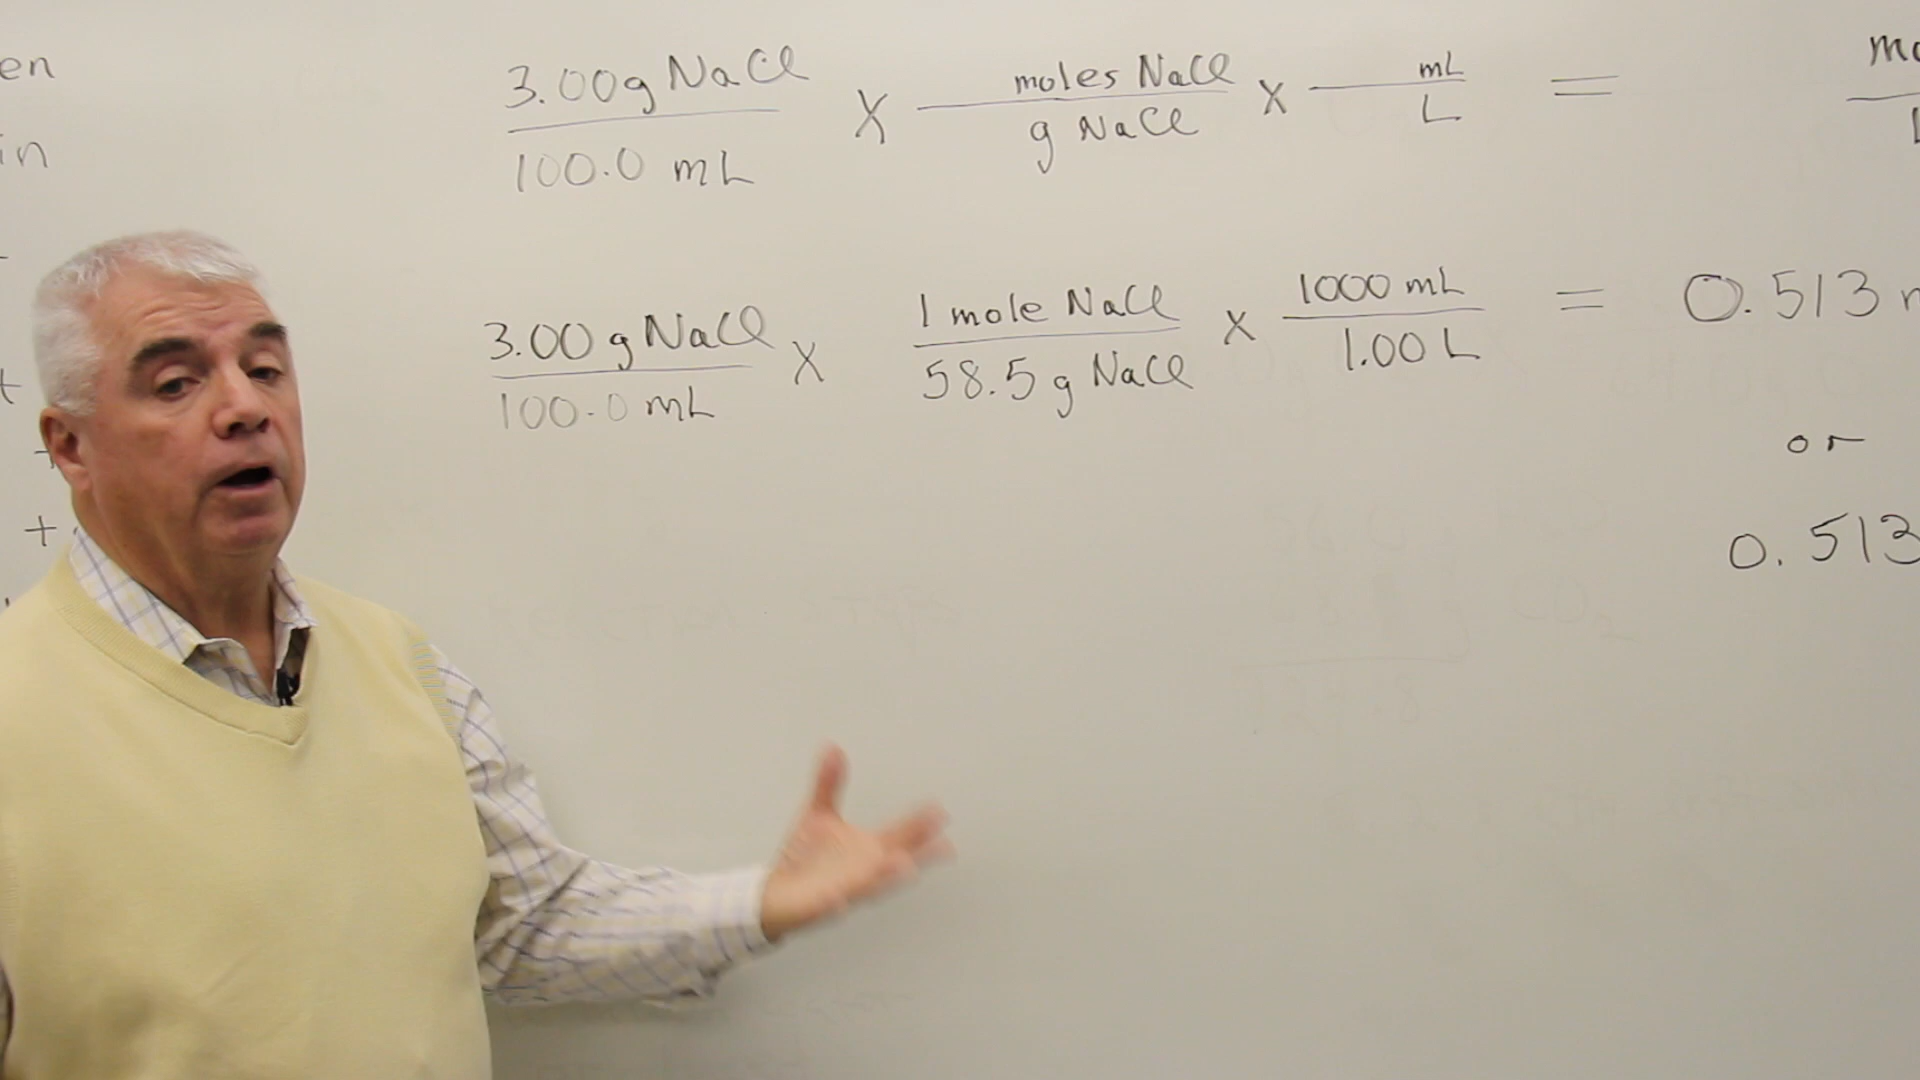 en
in
t
+
+
3.00g NaCl
100.0 mL
X
moles NaCl
g NaCl
X
mL
L
=
3.00 g NaCl
100.0 mL
X
1 mole NaCl
58.5 g NaCl
X
1000 mL
1.00 L
=
0.513
or
0.513